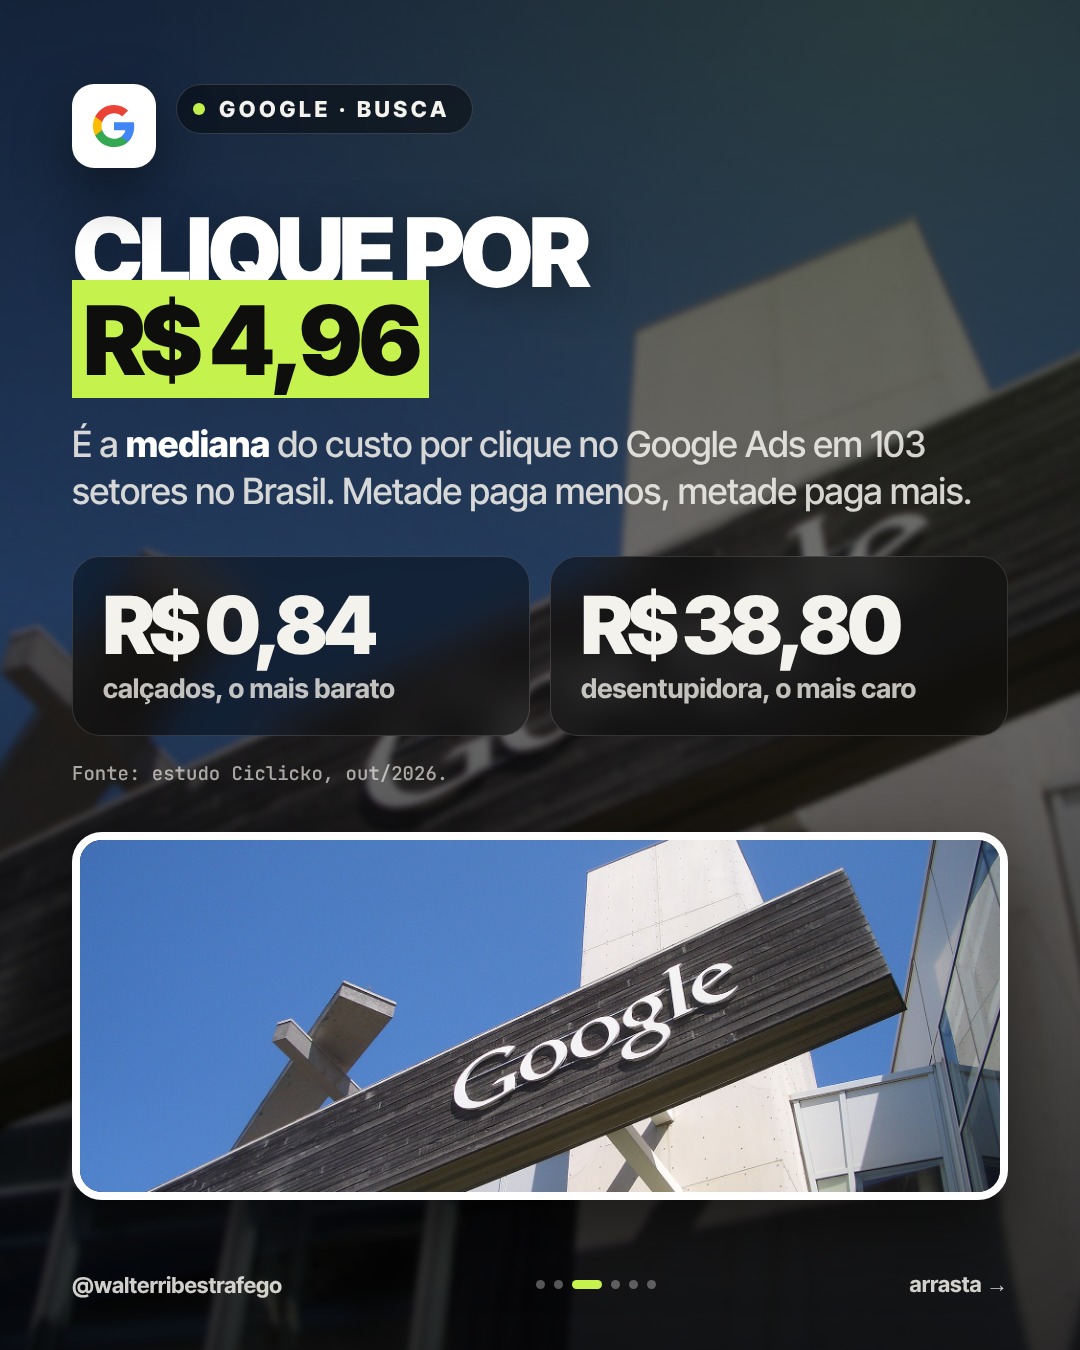 GOOGLE · BUSCA
CLIQUE POR
R$ 4,96
É a mediana do custo por clique no Google Ads em 103
setores no Brasil. Metade paga menos, metade paga mais.
R$ 0,84
calçados, o mais barato
R$ 38,80
desentupidora, o mais caro
Fonte: estudo Ciclicko, out/2026.
Google
@walterribestrafego
arrasta →